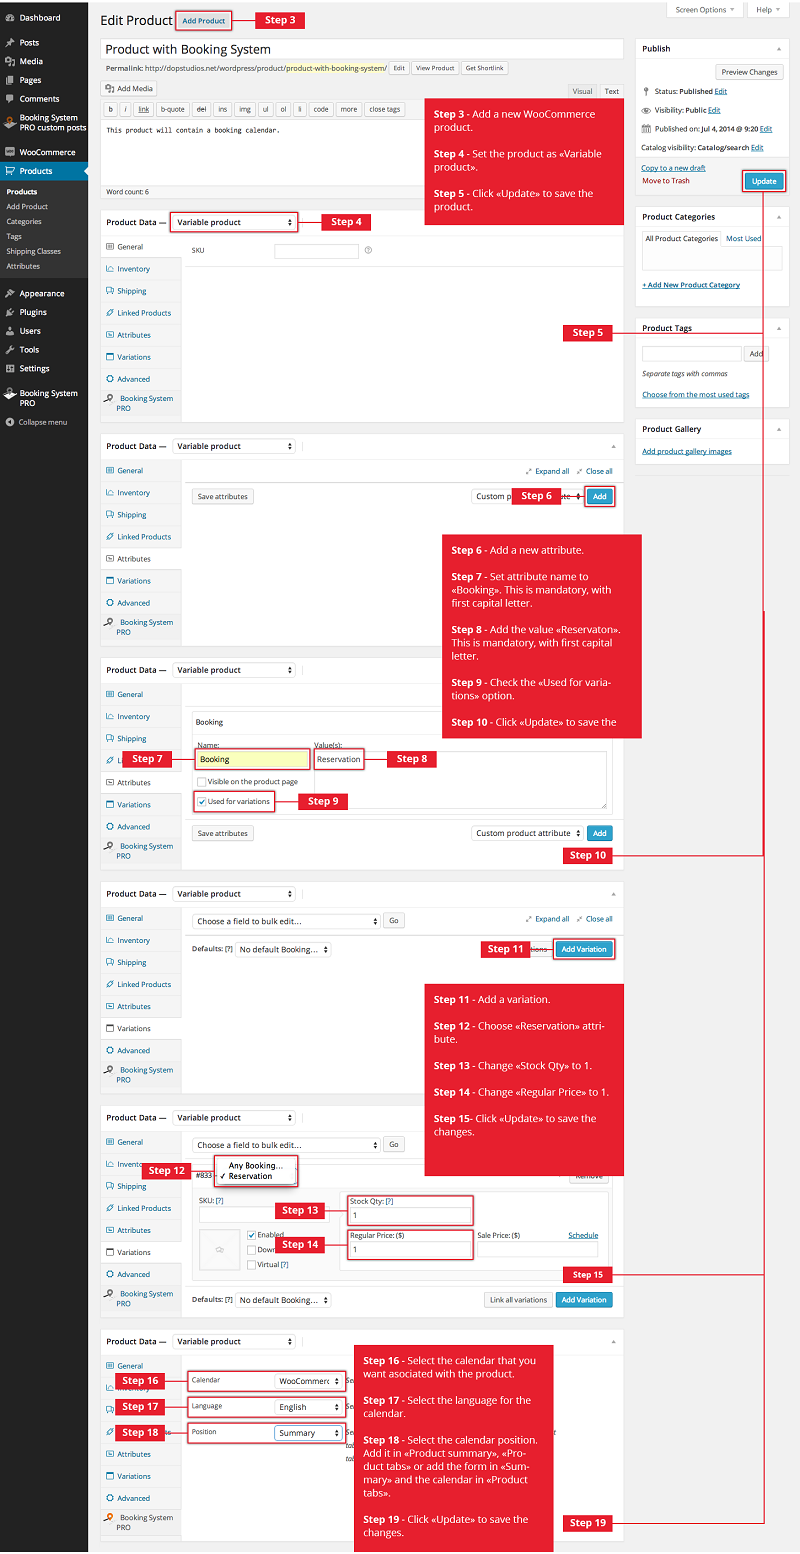 Dashboard
Posts
Media
Pages
Comments
Booking System
PRO custom posts
WooCommerce
Products
Products
Add Product
Categories
Tags
Shipping Classes
Attributes
Appearance
Plugins
Users
Tools
Settings
Booking System
PRO
Collapse menu
Screen Options
Help
Edit Product Add Product
Step 3
Product with Booking System
Permalink: http://dopstudios.net/wordpress/product/product-with-booking-system/ Edit View Product Get Shortlink
Add Media
Visual Text
b i link b-quote del ins img ul ol li code more close tags
This product will contain a booking calendar.
Word count: 6
Step 3 - Add a new WooCommerce
product.
Step 4 - Set the product as «Variable
product».
Step 5 - Click «Update» to save the
product.
Publish
Preview Changes
Status: Published Edit
Visibility: Public Edit
Published on: Jul 4, 2014 @ 9:20 Edit
Catalog visibility: Catalog/search Edit
Copy to a new draft
Move to Trash
Update
Product Categories
All Product Categories Most Used
+ Add New Product Category
Step 5
Product Tags
Add
Separate tags with commas
Choose from the most used tags
Product Gallery
Add product gallery images
Product Data — Variable product
Step 4
General
Inventory
Shipping
Linked Products
Attributes
Variations
Advanced
Booking System
PRO
SKU
Product Data — Variable product
General
Inventory
Shipping
Linked Products
Attributes
Variations
Advanced
Booking System
PRO
Expand all Close all
Save attributes
Custom p
Step 6
Add
Step 6 - Add a new attribute.
Step 7 - Set attribute name to
«Booking». This is mandatory, with
first capital letter.
Step 8 - Add the value «Reservaton».
This is mandatory, with first capital
letter.
Step 9 - Check the «Used for varia-
tions» option.
Step 10 - Click «Update» to save the
Product Data — Variable product
General
Inventory
Shipping
Attributes
Variations
Advanced
Booking System
PRO
Booking
Name:
Value(s):
Step 7
Booking
Reservation
Step 8
Visible on the product page
Used for variations
Step 9
Save attributes
Custom product attribute Add
Step 10
Product Data — Variable product
General
Inventory
Shipping
Linked Products
Attributes
Variations
Advanced
Booking System
PRO
Choose a field to bulk edit... Go
Expand all Close all
Defaults: [?] No default Booking...
Step 11
Add Variation
Step 11 - Add a variation.
Step 12 - Choose «Reservation» attri-
bute.
Step 13 - Change «Stock Qty» to 1.
Step 14 - Change «Regular Price» to 1.
Step 15- Click «Update» to save the
changes.
Product Data — Variable product
General
Shipping
Linked Products
Attributes
Variations
Advanced
Booking System
PRO
Choose a field to bulk edit... Go
Step 12
#833
Any Booking...
✓ Reservation
Remove
SKU: [?]
Step 13
Stock Qty: [?]
1
Enabled
Virtual [?]
Step 14
Regular Price: ($)
1
Sale Price: ($) Schedule
Step 15
Defaults: [?] No default Booking...
Link all variations Add Variation
Product Data — Variable product
General
Attributes
Variations
Advanced
Booking System
PRO
Step 16
Calendar WooCommerc
Step 17
Language English
Step 18
Position Summary
Step 16 - Select the calendar that you
want asociated with the product.
Step 17 - Select the language for the
calendar.
Step 18 - Select the calendar position.
Add it in «Product summary», «Pro-
duct tabs» or add the form in «Sum-
mary» and the calendar in «Product
tabs».
Step 19 - Click «Update» to save the
changes.
Step 19